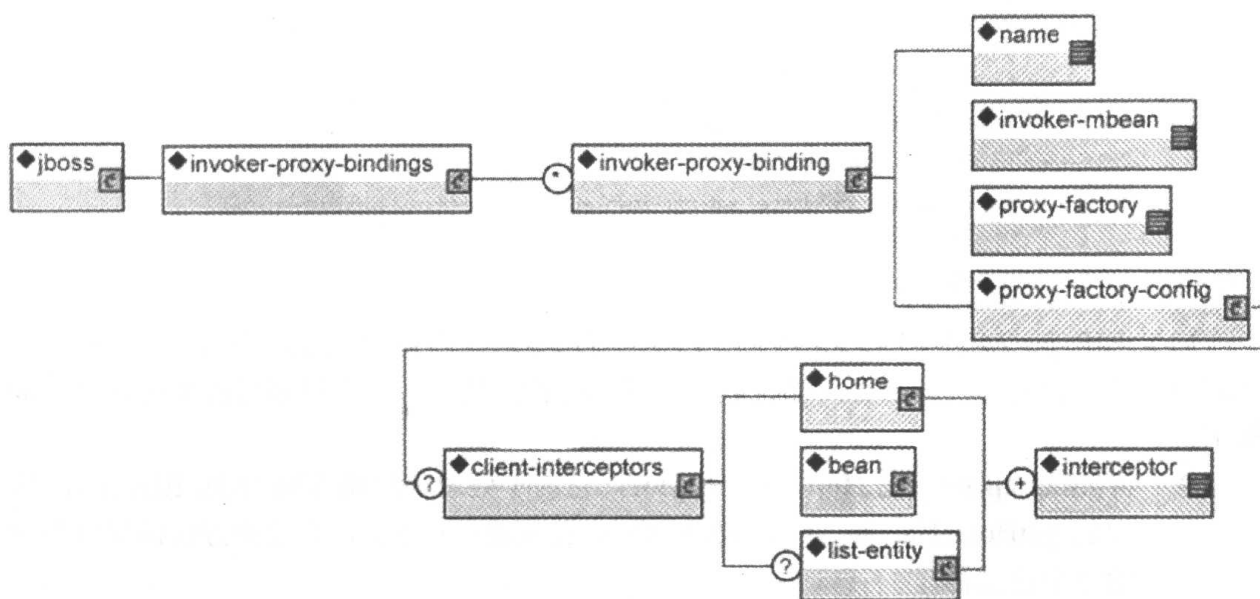 name
invoker-mbean
jboss
invoker-proxy-bindings
*
invoker-proxy-binding
proxy-factory
proxy-factory-config
home
?
client-interceptors
bean
+
interceptor
?
list-entity